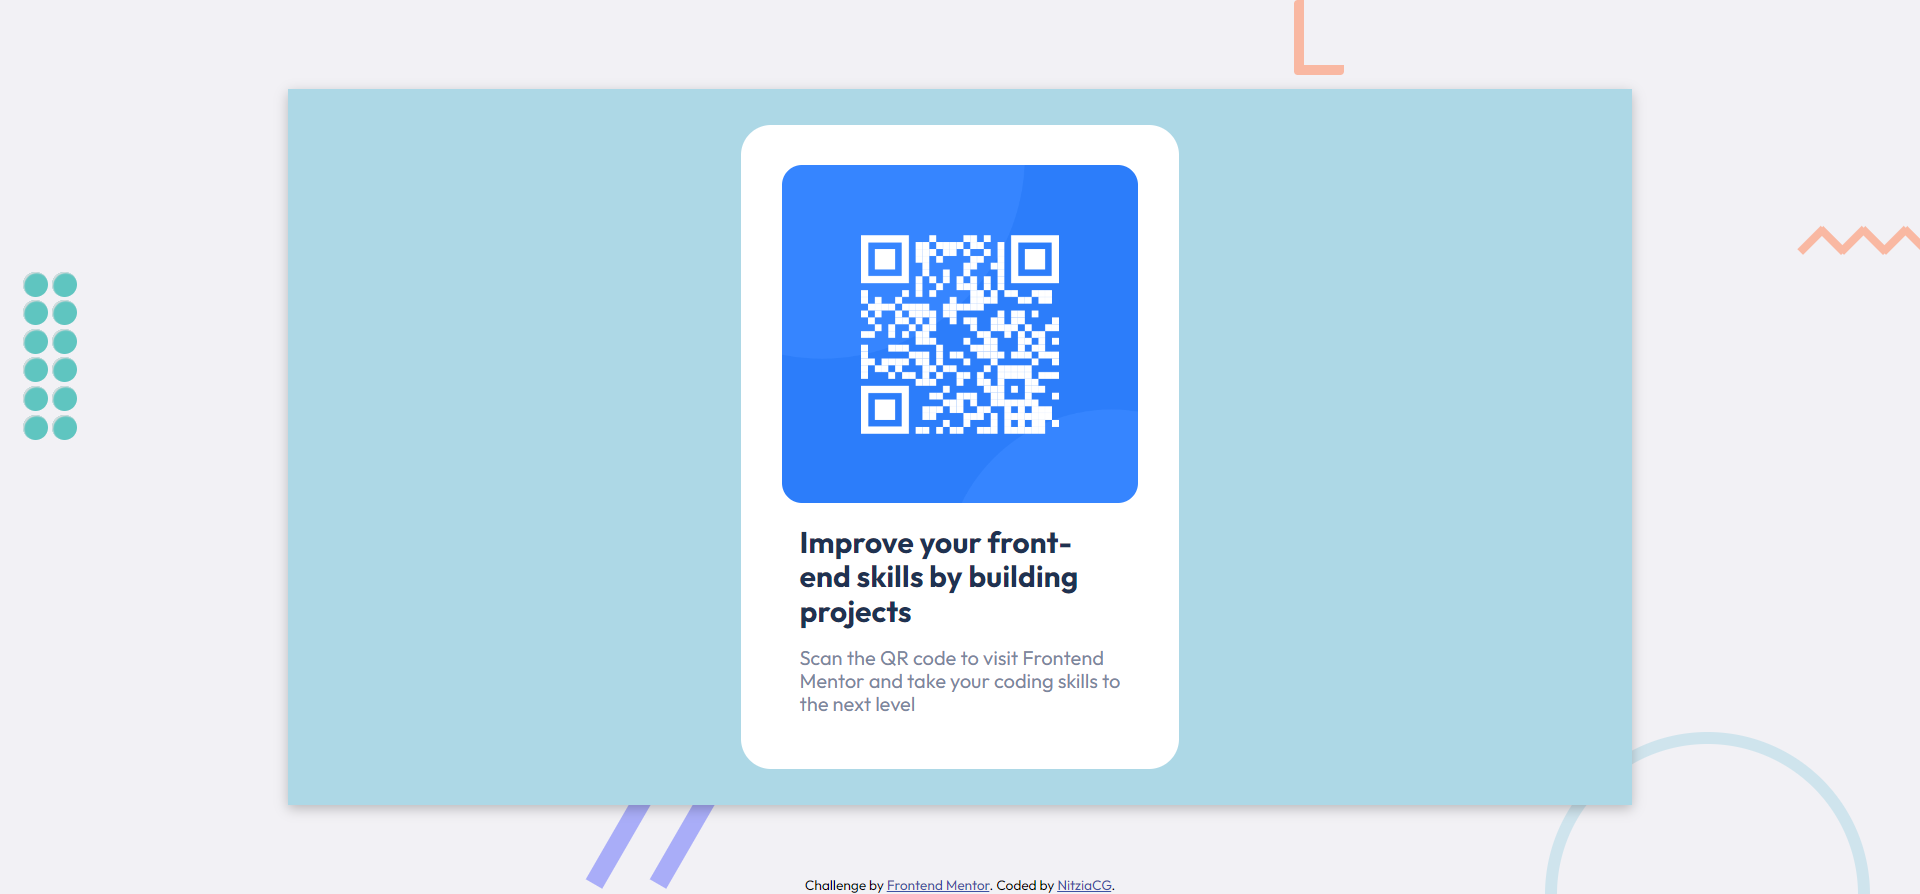 Improve your front-
end skills by building
projects
Scan the QR code to visit Frontend
Mentor and take your coding skills to
the next level
Challenge by Frontend Mentor. Coded by NitziaCG.